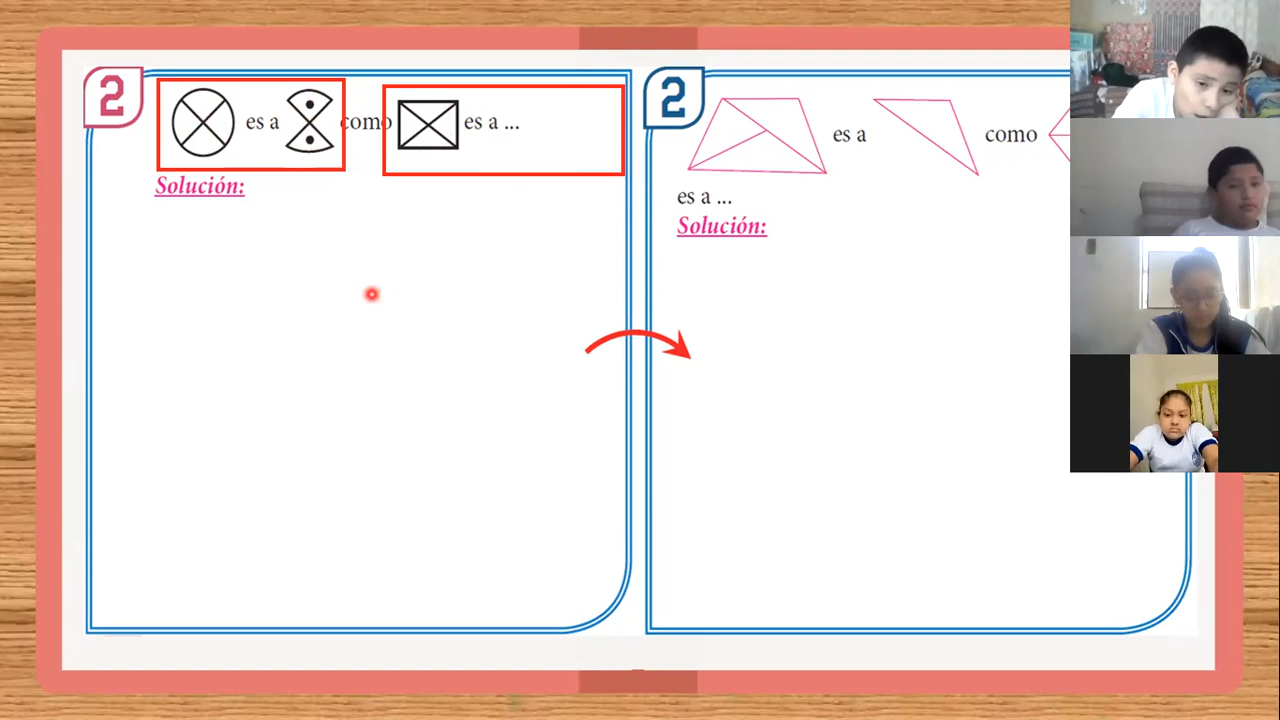 2
es a como es a ...
Solución:
2
es a como
es a ...
Solución: